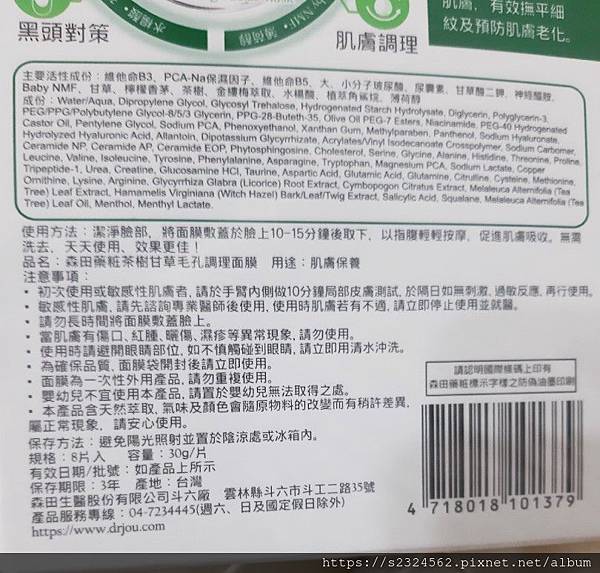 黑頭對策
水楊酸
by NMF・薄荷醇
肌膚調理
肌膚，有效撫平細
紋及預防肌膚老化。
主要活性成份：維他命B3、PCA-Na保濕因子、維他命B5、大、小分子玻尿酸、尿囊素、甘草酸二鉀、神經醯胺、
Baby NMF、甘草、檸檬香茅、茶樹、金縷梅萃取、水楊酸、植萃角鯊烷、薄荷醇
成份：Water/Aqua, Dipropylene Glycol, Glycosyl Trehalose, Hydrogenated Starch Hydrolysate, Diglycerin, Polyglycerin-3,
PEG/PPG/Polybutylene Glycol-8/5/3 Glycerin, PPG-28-Buteth-35, Olive Oil PEG-7 Esters, Niacinamide, PEG-40 Hydrogenated
Castor Oil, Pentylene Glycol, Sodium PCA, Phenoxyethanol, Xanthan Gum, Methylparaben, Panthenol, Sodium Hyaluronate,
Hydrolyzed Hyaluronic Acid, Allantoin, Dipotassium Glycyrrhizate, Acrylates/Vinyl Isodecanoate Crosspolymer, Sodium Carbomer,
Ceramide NP, Ceramide AP, Ceramide EOP, Phytosphingosine, Cholesterol, Serine, Glycine, Alanine, Histidine, Threonine, Proline,
Leucine, Valine, Isoleucine, Tyrosine, Phenylalanine, Asparagine, Tryptophan, Magnesium PCA, Sodium Lactate, Copper
Tripeptide-1, Urea, Creatine, Glucosamine HCl, Taurine, Aspartic Acid, Glutamic Acid, Glutamine, Citrulline, Cysteine, Methionine,
Ornithine, Lysine, Arginine, Glycyrrhiza Glabra (Licorice) Root Extract, Cymbopogon Citratus Extract, Melaleuca Alternifolia (Tea
Tree) Leaf Extract, Hamamelis Virginiana (Witch Hazel) Bark/Leaf/Twig Extract, Salicylic Acid, Squalane, Melaleuca Alternifolia (Tea
Tree) Leaf Oil, Menthol, Menthyl Lactate.
使用方法：潔淨臉部，將面膜敷蓋於臉上10-15分鐘後取下，以指腹輕輕按摩，促進肌膚吸收。無需
洗去，天天使用、效果更佳！
品名：森田藥粧茶樹甘草毛孔調理面膜　用途：肌膚保養
注意事項：
• 初次使用或敏感性肌膚者，請於手臂內側做10分鐘局部皮膚測試，於隔日如無刺激、過敏反應，再行使用。
• 敏感性肌膚，請先諮詢專業醫師後使用，使用時肌膚若有不適，請立即停止使用並就醫。
• 請勿長時間將面膜敷蓋臉上。
• 當肌膚有傷口、紅腫、曬傷、濕疹等異常現象，請勿使用。
• 使用時請避開眼睛部位，如不慎觸碰到眼睛，請立即用清水沖洗。
• 為確保品質，面膜袋開封後請立即使用。
• 面膜為一次性外用產品，請勿重複使用。
• 嬰幼兒不宜使用本產品，請置於嬰幼兒無法取得之處。
• 本產品含天然萃取，氣味及顏色會隨原物料的改變而有稍許差異，
屬正常現象，請安心使用。
保存方法：避免陽光照射並置於陰涼處或冰箱內。
規格：8片入　容量：30g/片
有效日期/批號：如產品上所示
保存期限：3年　產地：台灣
森田生醫股份有限公司斗六廠　雲林縣斗六市斗工二路35號
產品服務專線：04-7234445(週六、日及國定假日除外)
https://www.drjou.com
請認明國際條碼上印有
森田藥粧標示字樣之防偽油墨印刷
4 718018 101379
https://s2324562.pixnet.net/album